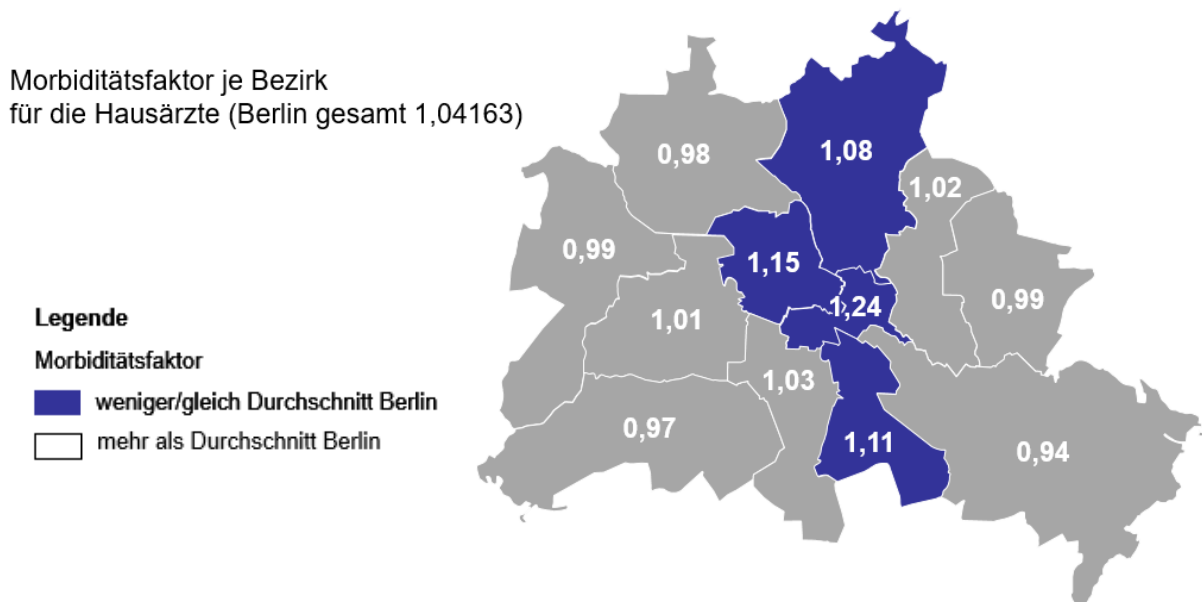 Morbiditätsfaktor je Bezirk
für die Hausärzte (Berlin gesamt 1,04163)
0,98
1,08
1,02
0,99
1,15
1,24
0,99
1,01
1,03
0,97
1,11
0,94
Legende
Morbiditätsfaktor
weniger/gleich Durchschnitt Berlin
mehr als Durchschnitt Berlin